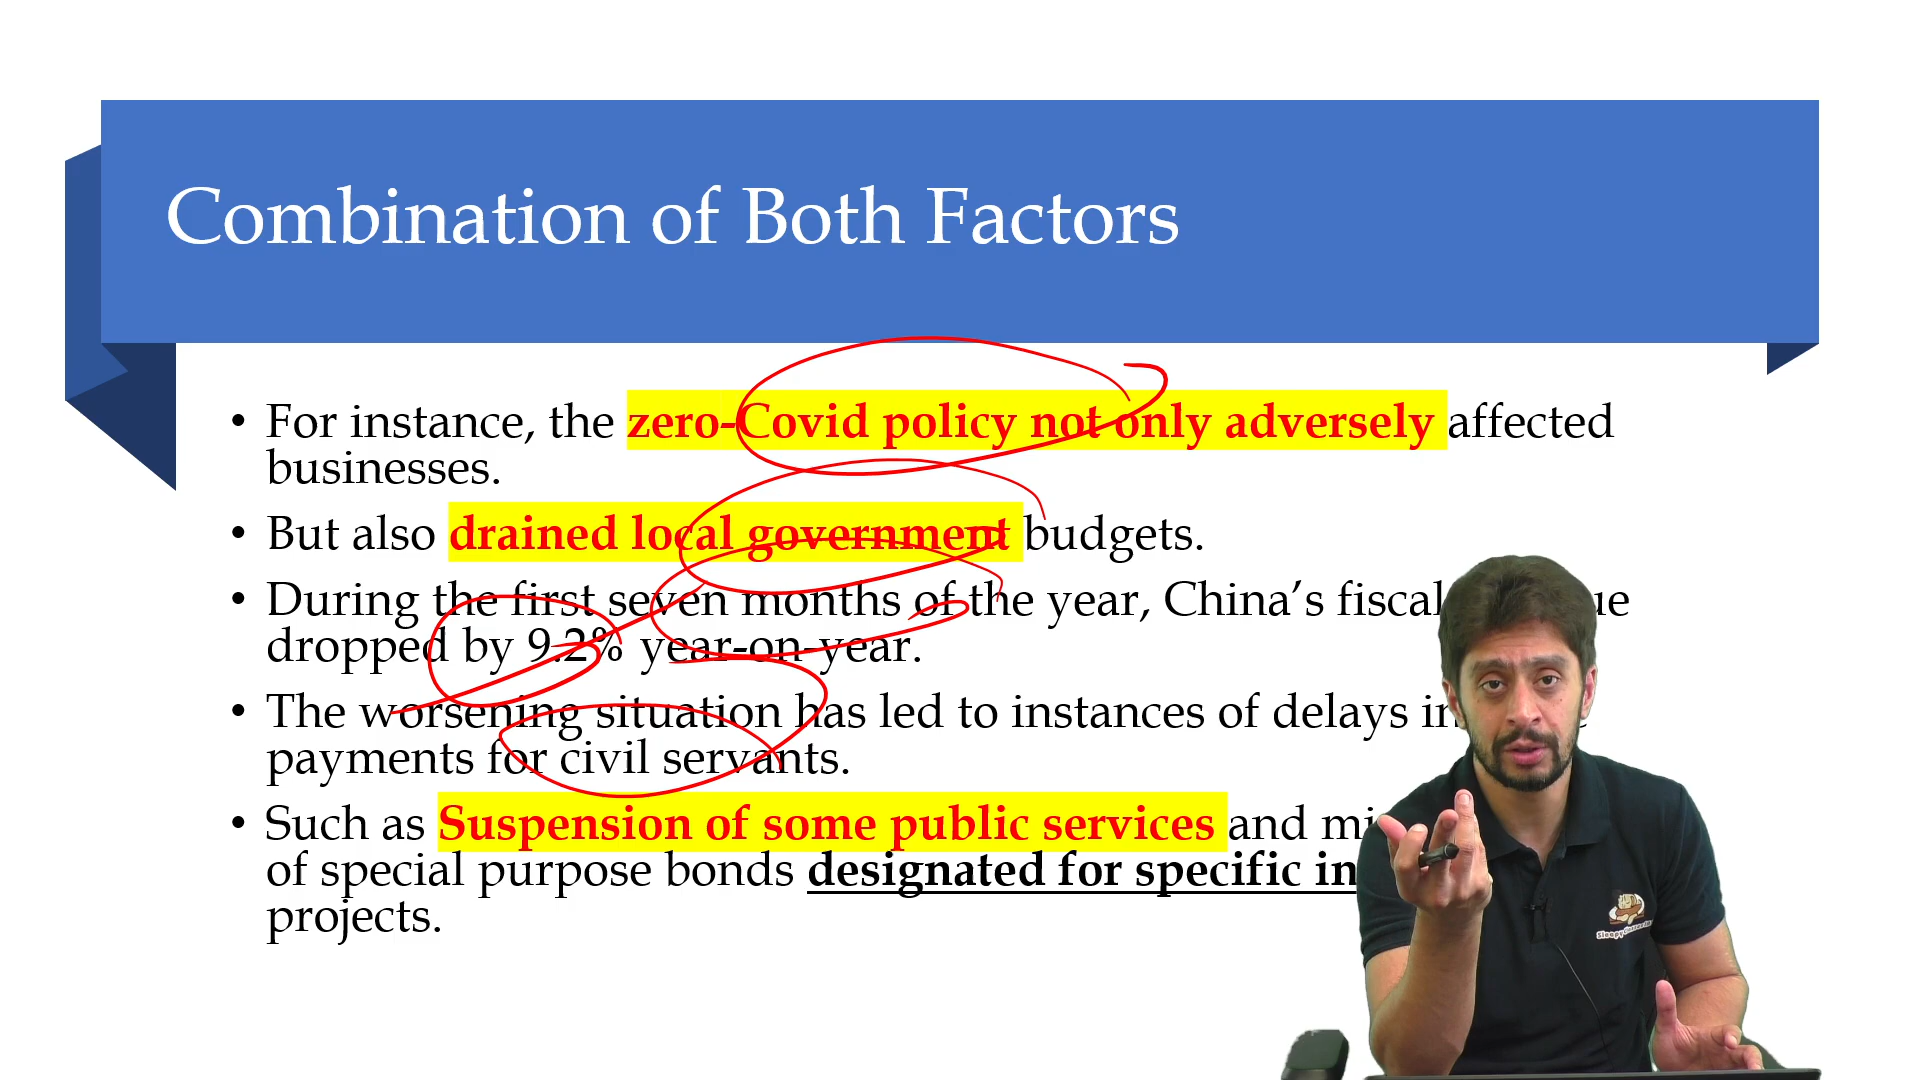 Combination of Both Factors
• For instance, the zero-Covid policy not only adversely affected
businesses.
• But also drained local government budgets.
• During the first seven months of the year, China’s fiscal
dropped by 9.2% year-on-year.
• The worsening situation has led to instances of delays in
payments for civil servants.
• Such as Suspension of some public services and
of special purpose bonds designated for specific
projects.